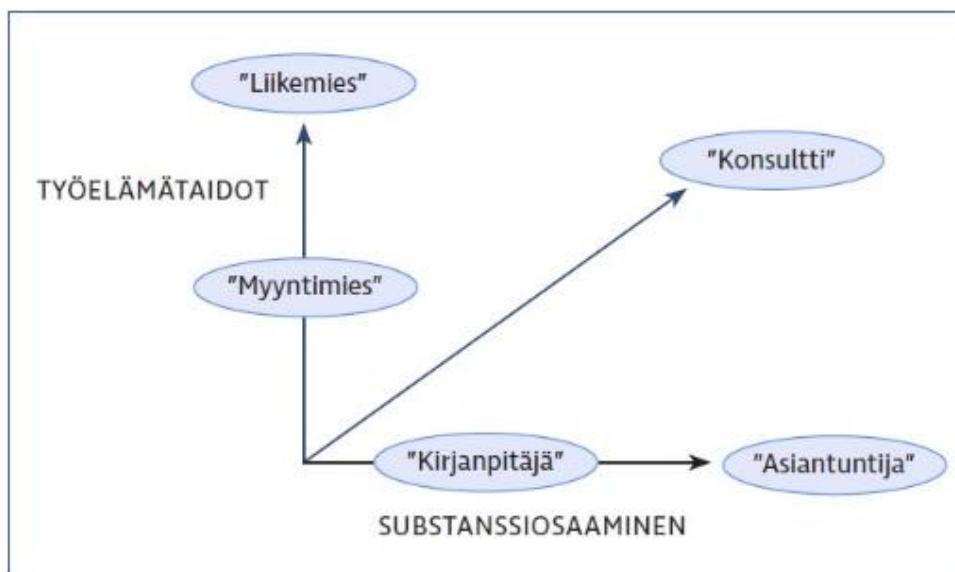 "Liikemies"
"Konsultti"
TYÖELÄMÄTAIDOT
"Myyntimies"
"Kirjanpitäjä"
"Asiantuntija"
SUBSTANSSIOSAAMINEN